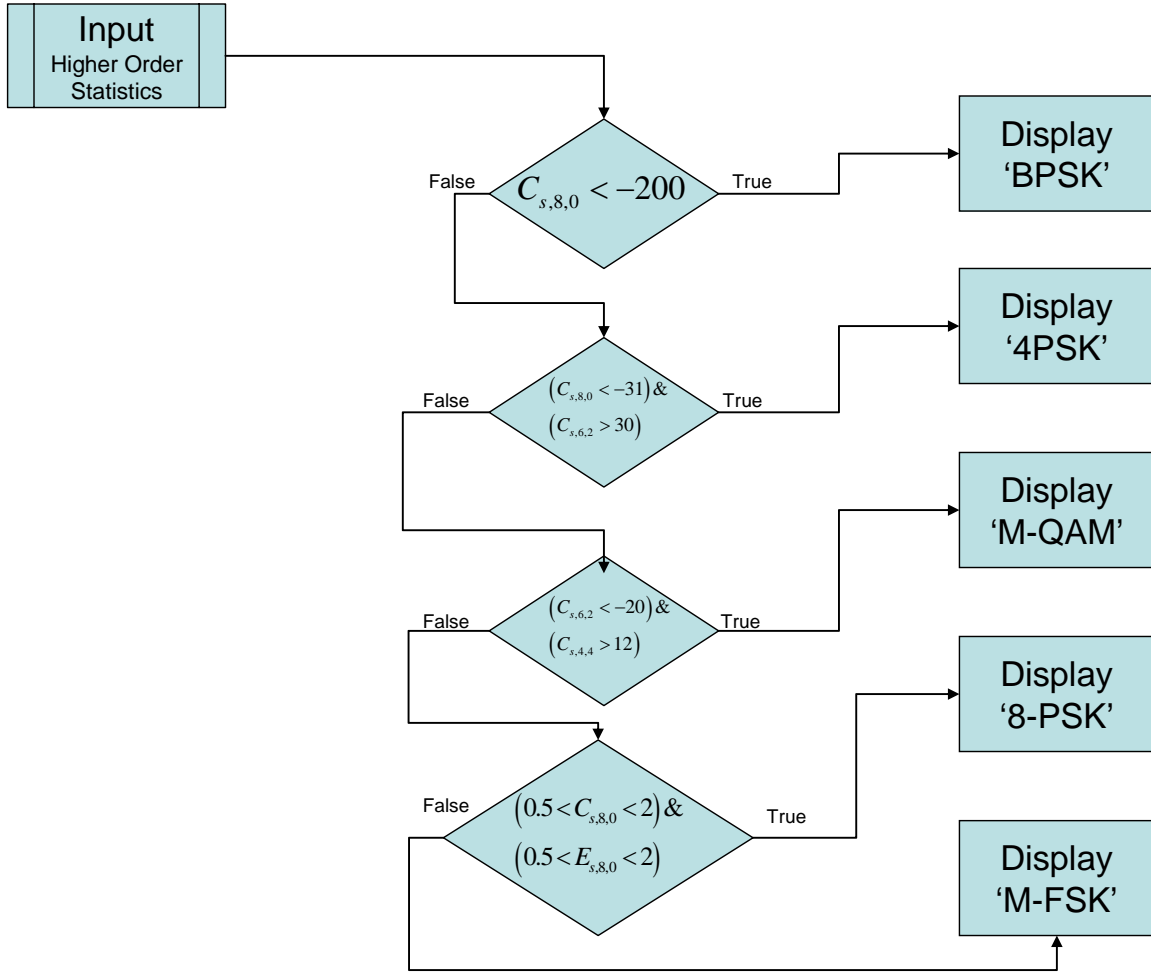 Input
Higher Order
Statistics
False
C_{s,8,0} < −200
True
Display
‘BPSK’
False
(C_{s,8,0} < −31) &
(C_{s,6,2} > 30)
True
Display
‘4PSK’
False
(C_{s,6,2} < −20) &
(C_{s,4,4} > 12)
True
Display
‘M-QAM’
False
(0.5 < C_{s,8,0} < 2) &
(0.5 < E_{s,8,0} < 2)
True
Display
‘8-PSK’
Display
‘M-FSK’